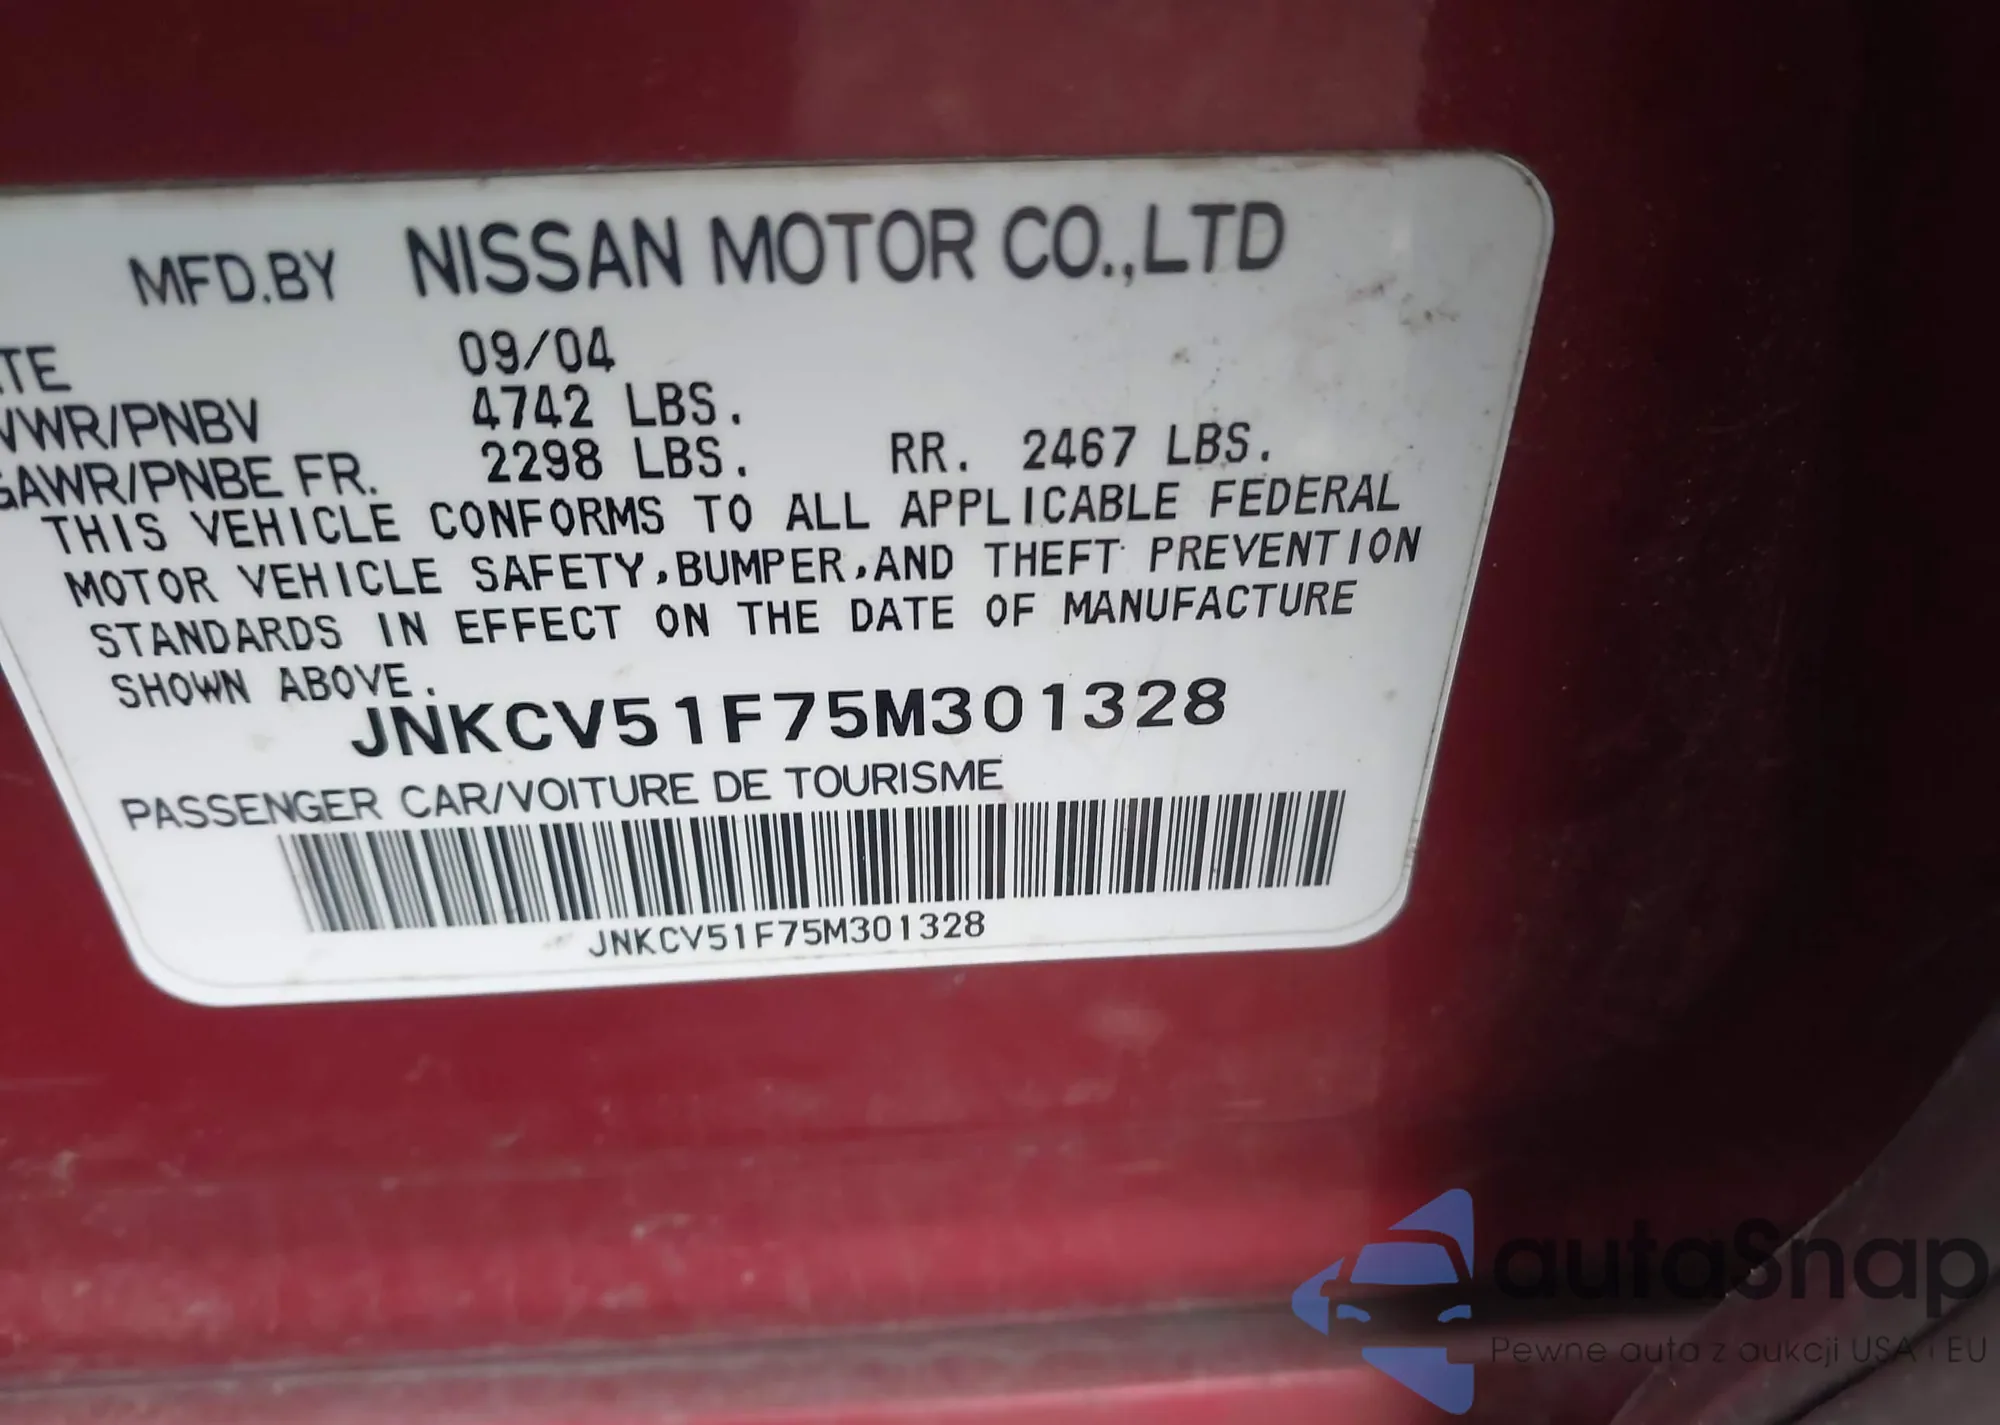 MFD.BY NISSAN MOTOR CO.,LTD
TE 09/04
VWR/PNBV 4742 LBS.
GAWR/PNBE FR. 2298 LBS. RR. 2467 LBS.
THIS VEHICLE CONFORMS TO ALL APPLICABLE FEDERAL
MOTOR VEHICLE SAFETY,BUMPER,AND THEFT PREVENTION
STANDARDS IN EFFECT ON THE DATE OF MANUFACTURE
SHOWN ABOVE.
JNKCV51F75M301328
PASSENGER CAR/VOITURE DE TOURISME
JNKCV51F75M301328
autaSnap
Pewne auta z aukcji USA i EU